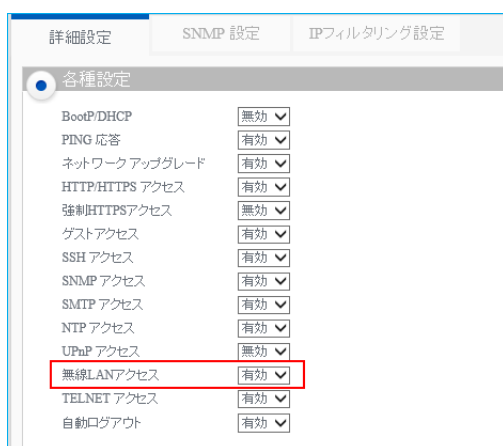 詳細設定 SNMP 設定 IPフィルタリング設定
各種設定
BootP/DHCP 無効
PING 応答 有効
ネットワーク アップグレード 有効
HTTP/HTTPS アクセス 有効
強制HTTPSアクセス 無効
ゲストアクセス 有効
SSH アクセス 有効
SNMP アクセス 有効
SMTP アクセス 有効
NTP アクセス 有効
UPnP アクセス 無効
無線LANアクセス 有効
TELNET アクセス 有効
自動ログアウト 有効